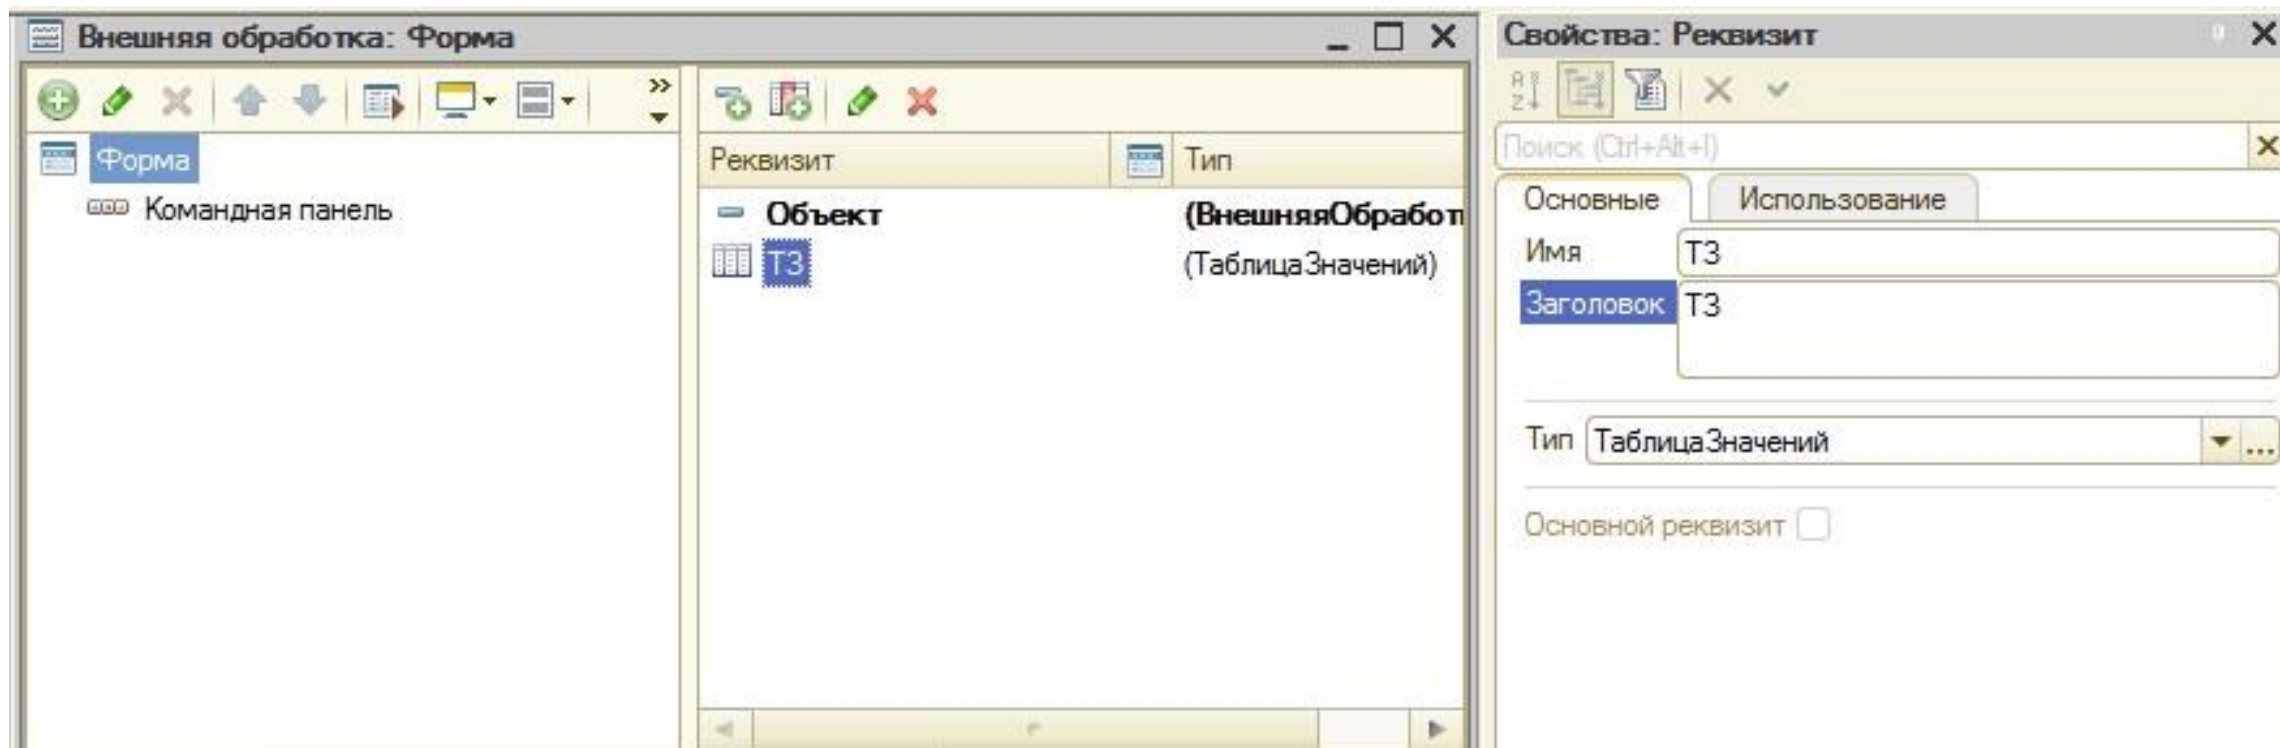 Внешняя обработка: Форма
Форма
Командная панель
Реквизит Тип
Объект (ВнешняяОбработ
ТЗ (ТаблицаЗначений)
Свойства: Реквизит
Поиск (Ctrl+Alt+I)
Основные Использование
Имя ТЗ
Заголовок ТЗ
Тип ТаблицаЗначений
Основной реквизит